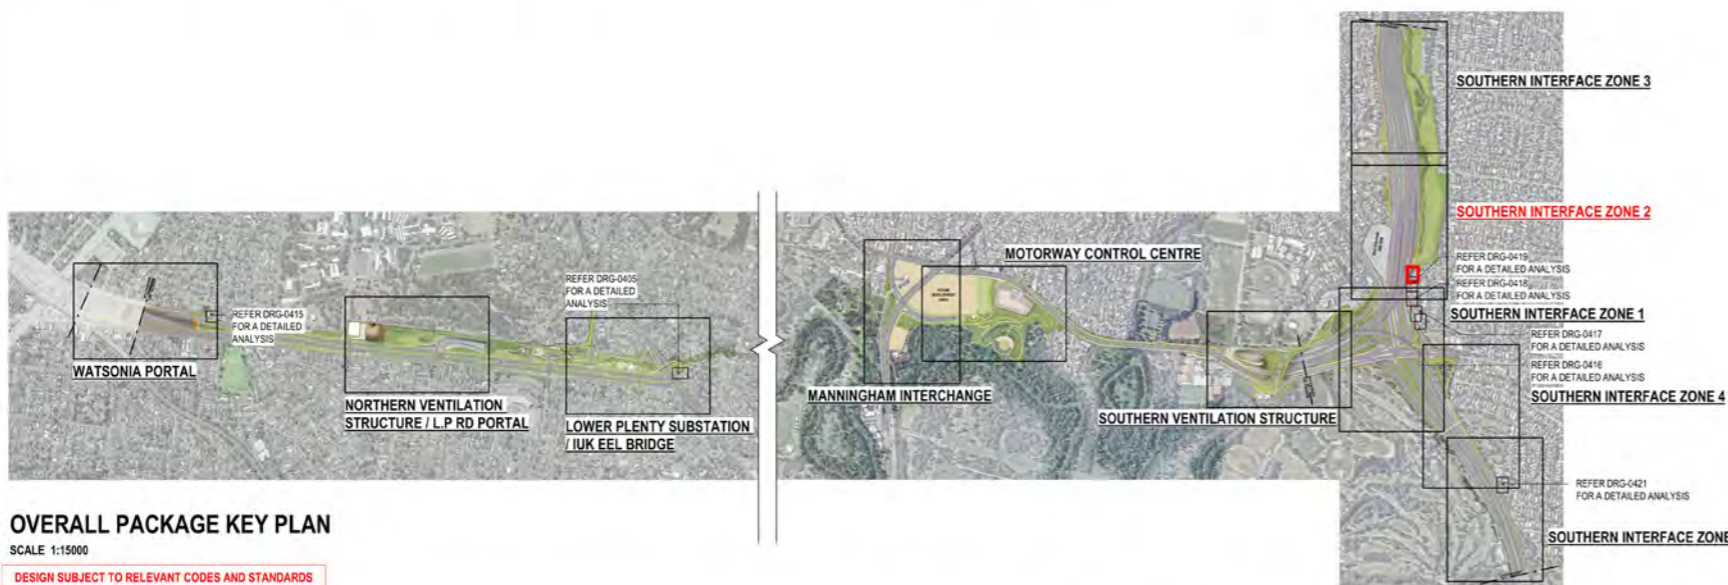 SOUTHERN INTERFACE ZONE 3
SOUTHERN INTERFACE ZONE 2
REFER DRG-0419
FOR A DETAILED ANALYSIS
REFER DRG-0418
FOR A DETAILED ANALYSIS
SOUTHERN INTERFACE ZONE 1
REFER DRG-0417
FOR A DETAILED ANALYSIS
REFER DRG-0416
FOR A DETAILED ANALYSIS
SOUTHERN INTERFACE ZONE 4
REFER DRG-0421
FOR A DETAILED ANALYSIS
SOUTHERN INTERFACE ZONE
MOTORWAY CONTROL CENTRE
MANNINGHAM INTERCHANGE
SOUTHERN VENTILATION STRUCTURE
REFER DRG-0405
FOR A DETAILED
ANALYSIS
REFER DRG-0415
FOR A DETAILED
ANALYSIS
WATSONIA PORTAL
NORTHERN VENTILATION
STRUCTURE / L.P RD PORTAL
LOWER PLENTY SUBSTATION
/ IUK EEL BRIDGE
OVERALL PACKAGE KEY PLAN
SCALE 1:15000
DESIGN SUBJECT TO RELEVANT CODES AND STANDARDS